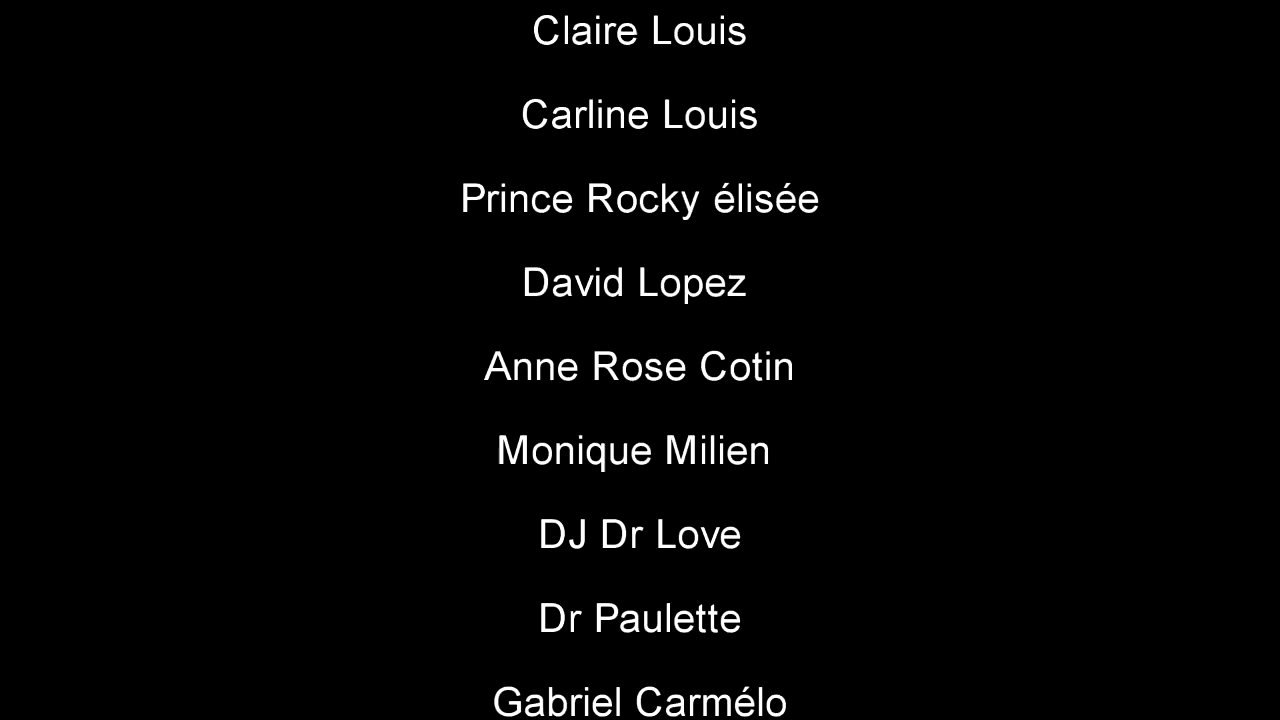 Claire Louis
Carline Louis
Prince Rocky élisée
David Lopez
Anne Rose Cotin
Monique Milien
DJ Dr Love
Dr Paulette
Gabriel Carmélo